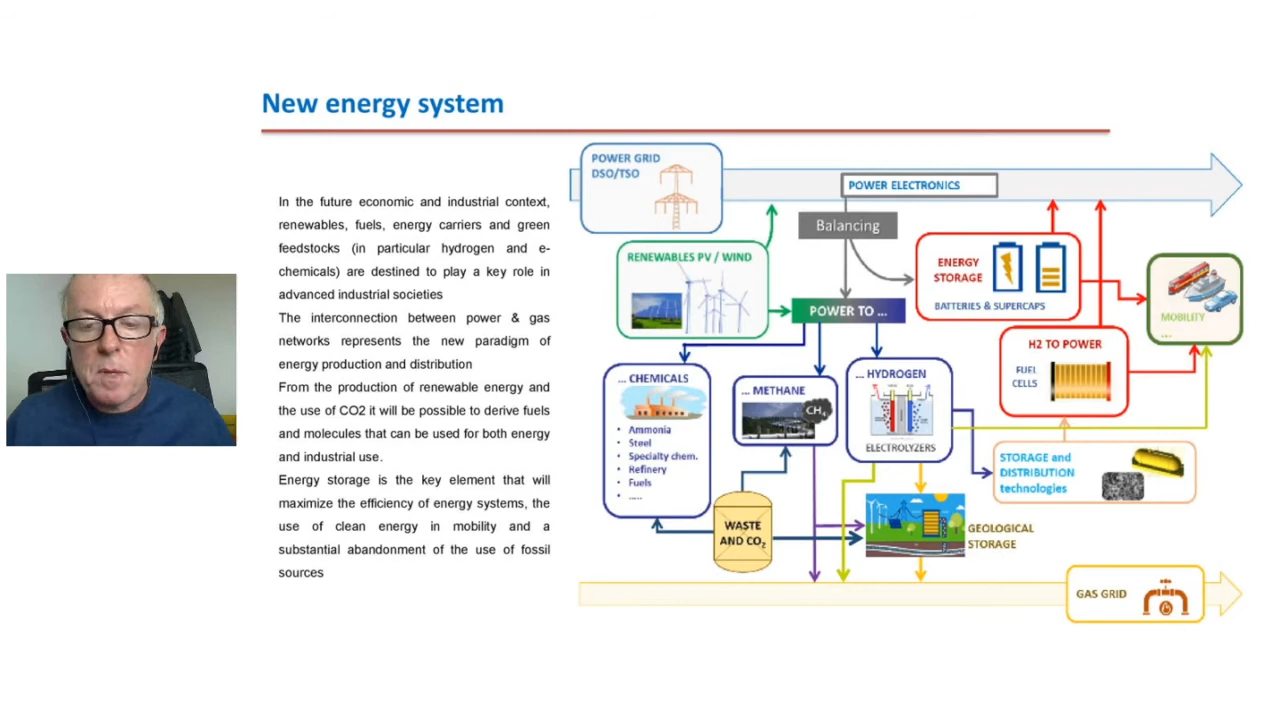 New energy system
In the future economic and industrial context,
renewables, fuels, energy carriers and green
feedstocks (in particular hydrogen and e-
chemicals) are destined to play a key role in
advanced industrial societies
The interconnection between power & gas
networks represents the new paradigm of
energy production and distribution
From the production of renewable energy and
the use of CO2 it will be possible to derive fuels
and molecules that can be used for both energy
and industrial use.
Energy storage is the key element that will
maximize the efficiency of energy systems, the
use of clean energy in mobility and a
substantial abandonment of the use of fossil
sources
POWER GRID
DSO/TSO
POWER ELECTRONICS
Balancing
RENEWABLES PV / WIND
ENERGY
STORAGE
BATTERIES & SUPERCAPS
MOBILITY
...
POWER TO ...
H2 TO POWER
FUEL
CELLS
... CHEMICALS
• Ammonia
• Steel
• Specialty chem.
• Refinery
• Fuels
• .....
... METHANE
CH4
... HYDROGEN
ELECTROLYZERS
STORAGE and
DISTRIBUTION
technologies
WASTE
AND CO2
GEOLOGICAL
STORAGE
GAS GRID